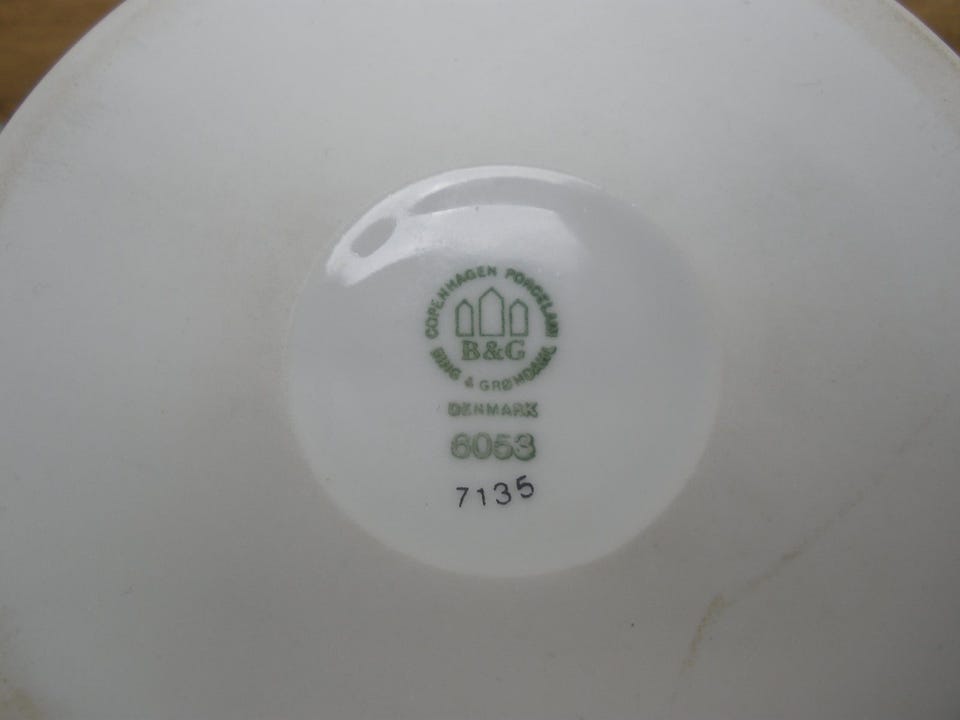 COPENHAGEN PORCELAIN
B&G
BING & GRØNDAHL
DENMARK
6053
7135